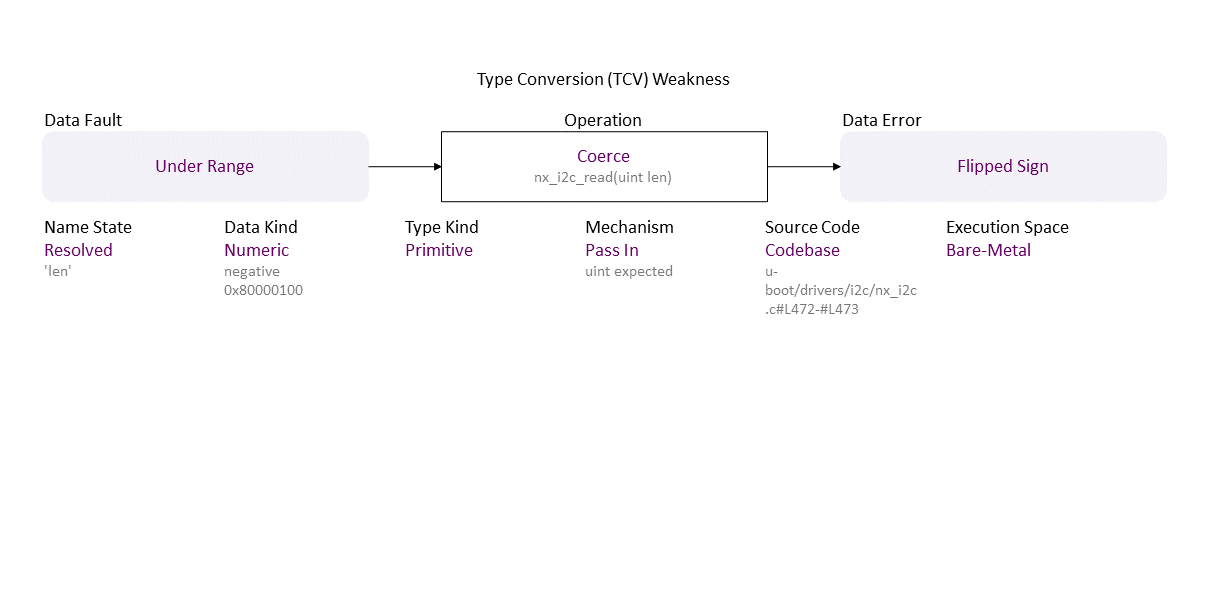 Type Conversion (TCV) Weakness
Data Fault
Operation
Data Error
Under Range
Coerce
nx_i2c_read(uint len)
Flipped Sign
Name State
Data Kind
Type Kind
Mechanism
Source Code
Execution Space
Resolved
Numeric
Primitive
Pass In
Codebase
Bare-Metal
'len'
negative
0x80000100
uint expected
u-
boot/drivers/i2c/nx_i2c
.c#L472-#L473